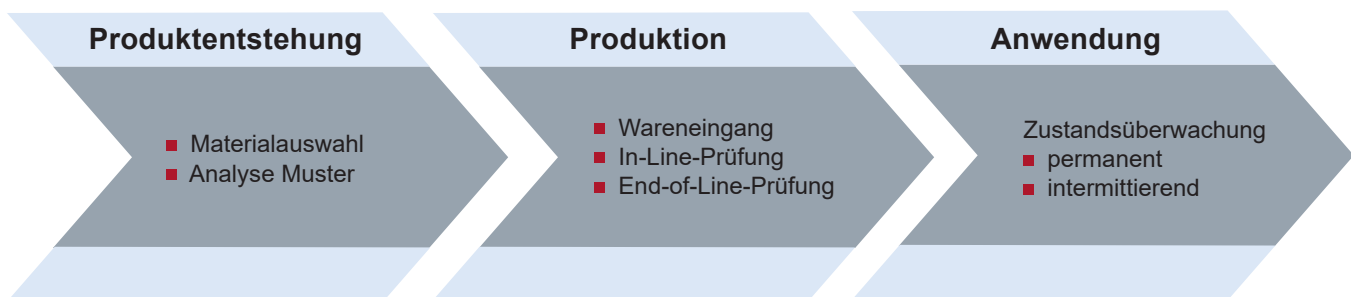 Produktentstehung
Materialauswahl
Analyse Muster
Produktion
Wareneingang
In-Line-Prüfung
End-of-Line-Prüfung
Anwendung
Zustandsüberwachung
permanent
intermittierend